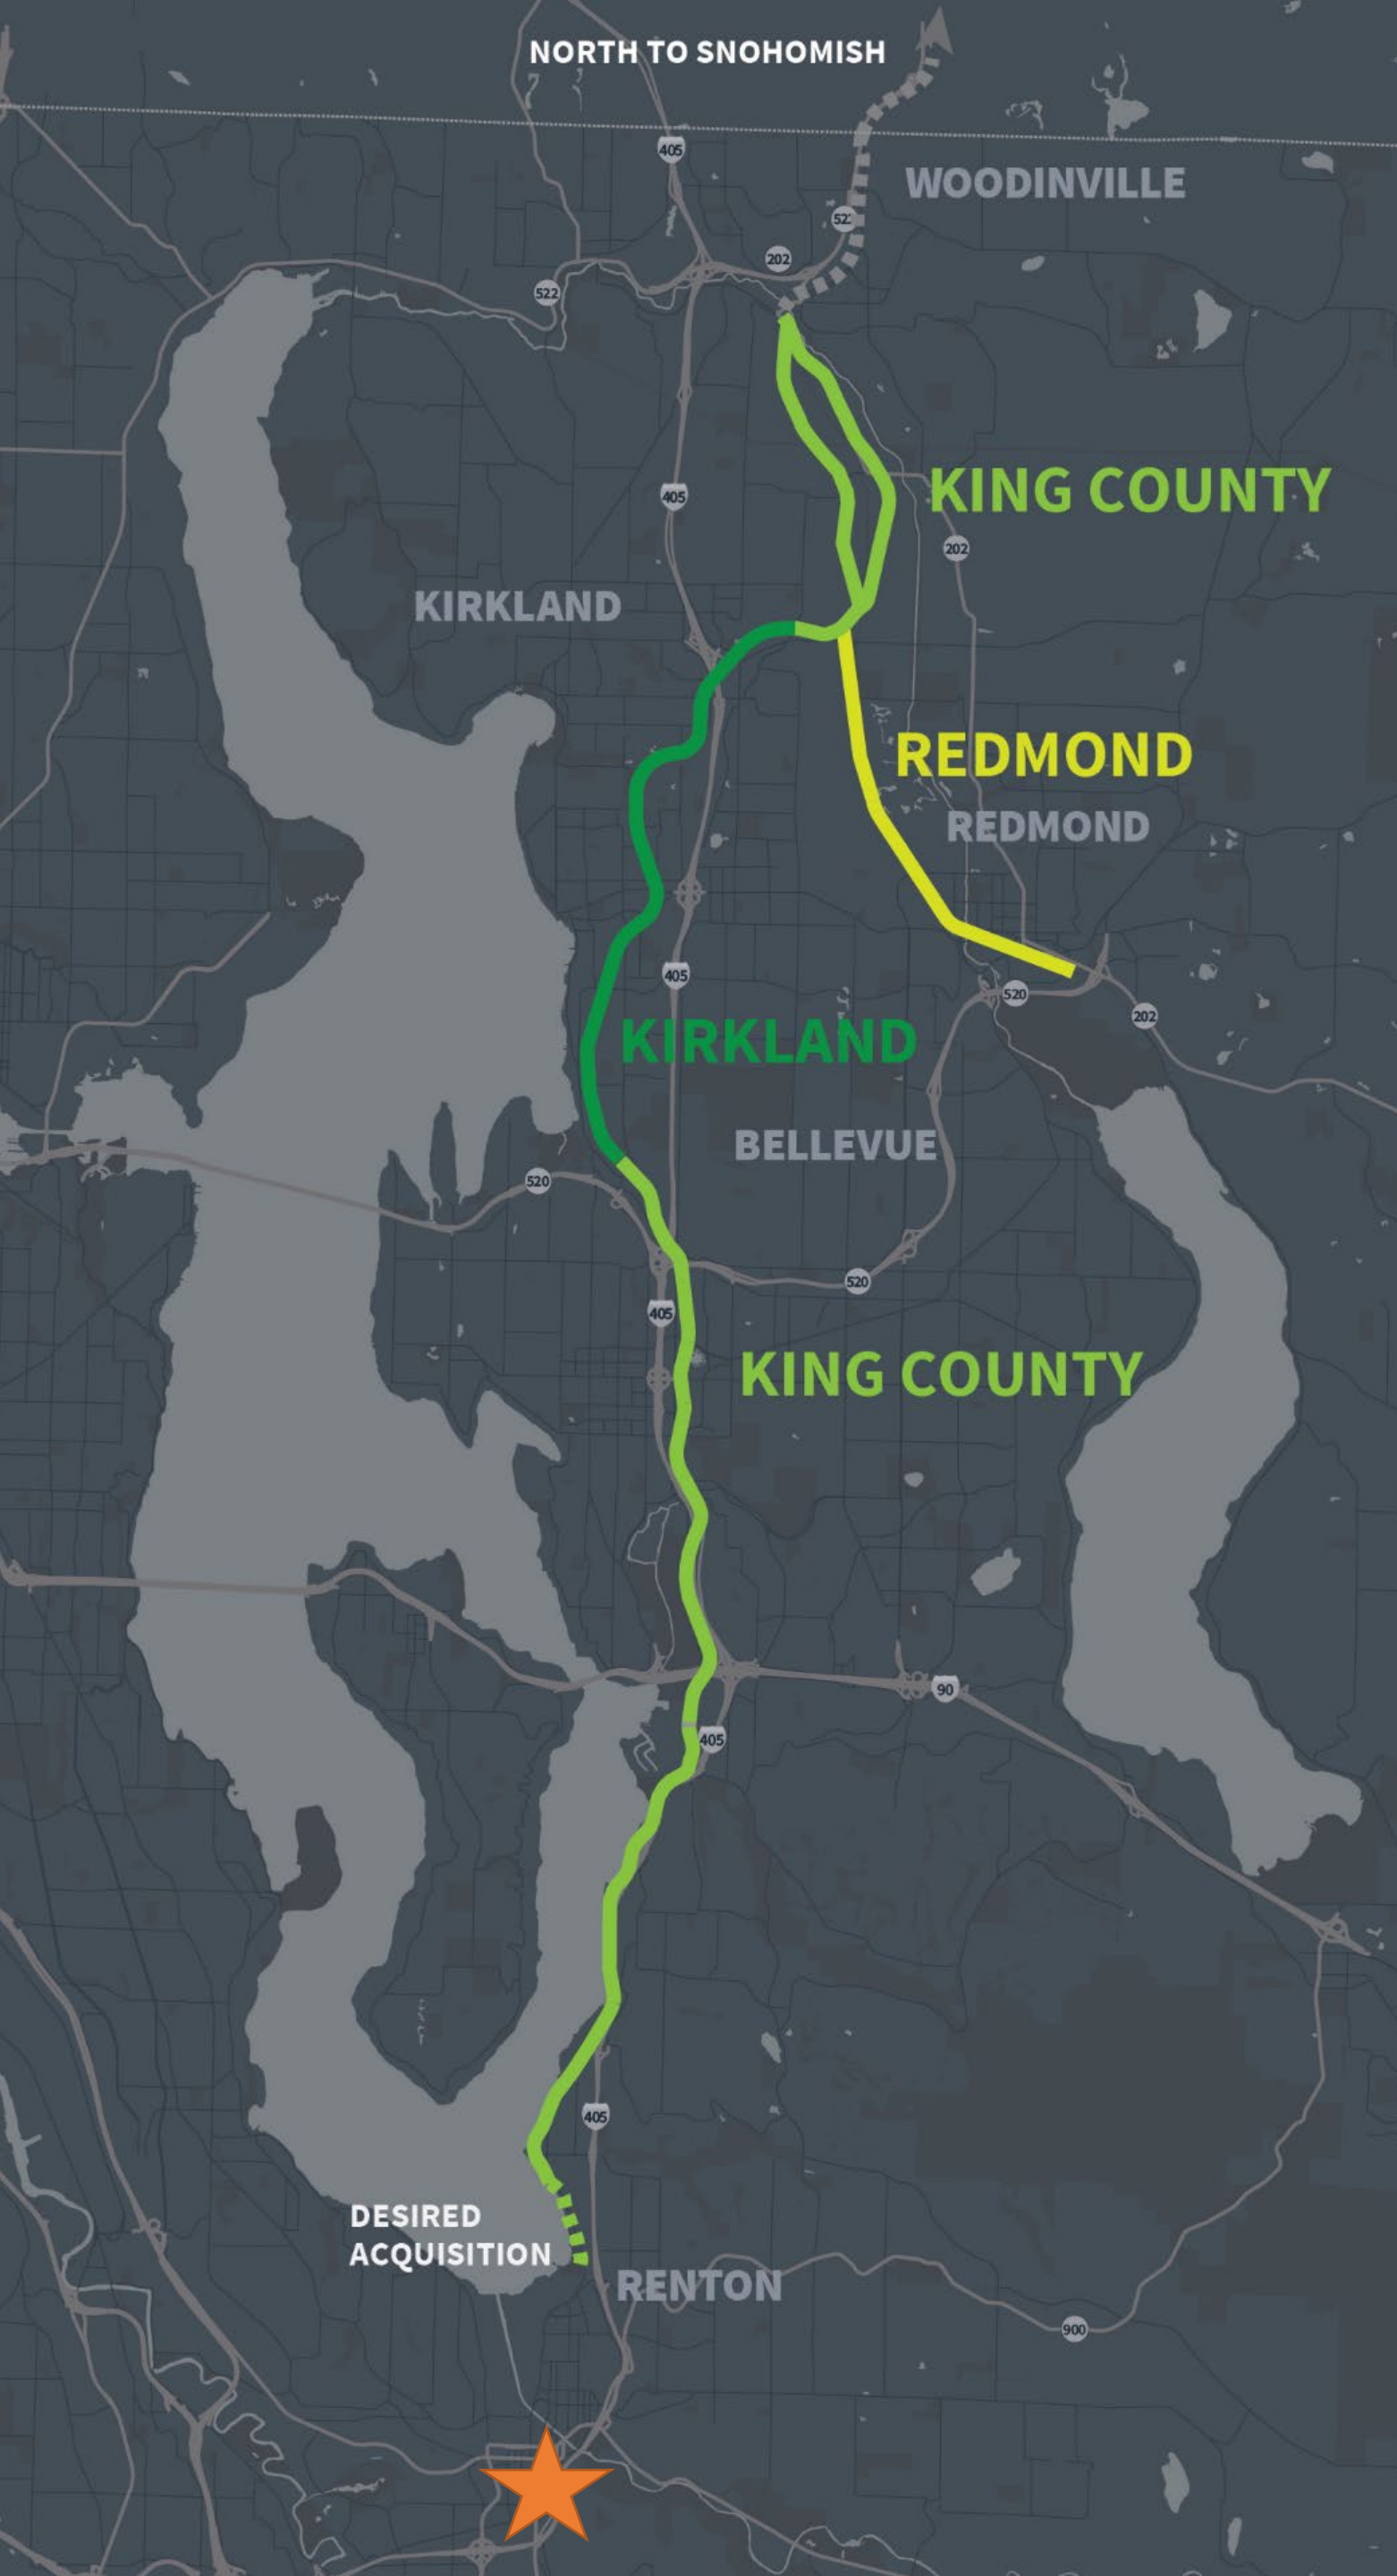 NORTH TO SNOHOMISH
405
WOODINVILLE
522
202
522
KING COUNTY
405
202
KIRKLAND
REDMOND
REDMOND
405
520
202
KIRKLAND
BELLEVUE
520
520
405
KING COUNTY
90
405
405
DESIRED
ACQUISITION
RENTON
900